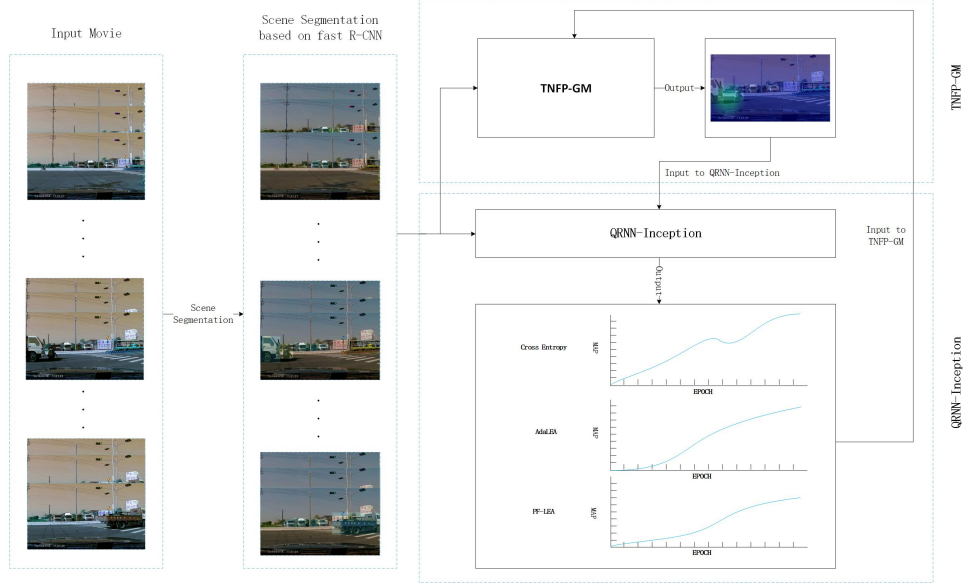 Input Movie
Scene Segmentation
based on fast R-CNN
Scene
Segmentation
TNFP-GM
Output
TNFP-GM
Input to QRNN-Inception
QRNN-Inception
Input to
TNFP-GM
Output
Cross Entropy
MAP
EPOCH
AdaLEA
MAP
EPOCH
PF-LEA
MAP
EPOCH
QRNN-Inception